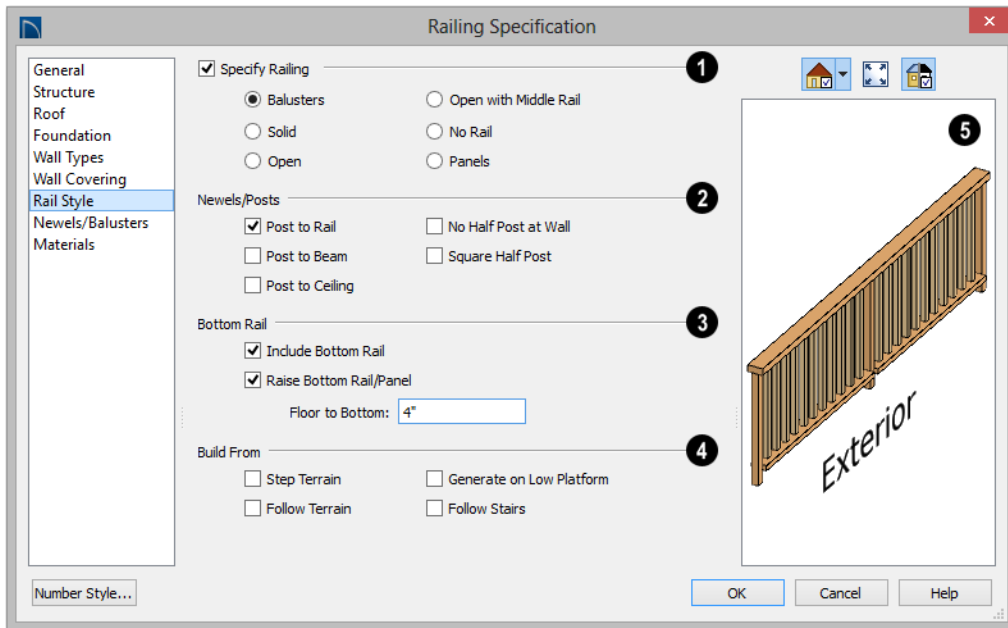 Railing Specification
General
Structure
Roof
Foundation
Wall Types
Wall Covering
Rail Style
Newels/Balusters
Materials
Specify Railing 1
Balusters Open with Middle Rail
Solid No Rail
Open Panels
Newels/Posts 2
Post to Rail No Half Post at Wall
Post to Beam Square Half Post
Post to Ceiling
Bottom Rail 3
Include Bottom Rail
Raise Bottom Rail/Panel
Floor to Bottom: 4"
Build From 4
Step Terrain Generate on Low Platform
Follow Terrain Follow Stairs
5
Exterior
Number Style... OK Cancel Help